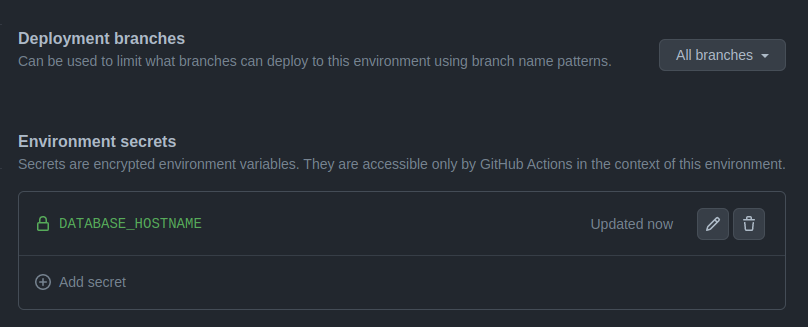 Deployment branches
Can be used to limit what branches can deploy to this environment using branch name patterns.
All branches
Environment secrets
Secrets are encrypted environment variables. They are accessible only by GitHub Actions in the context of this environment.
DATABASE_HOSTNAME
Updated now
Add secret